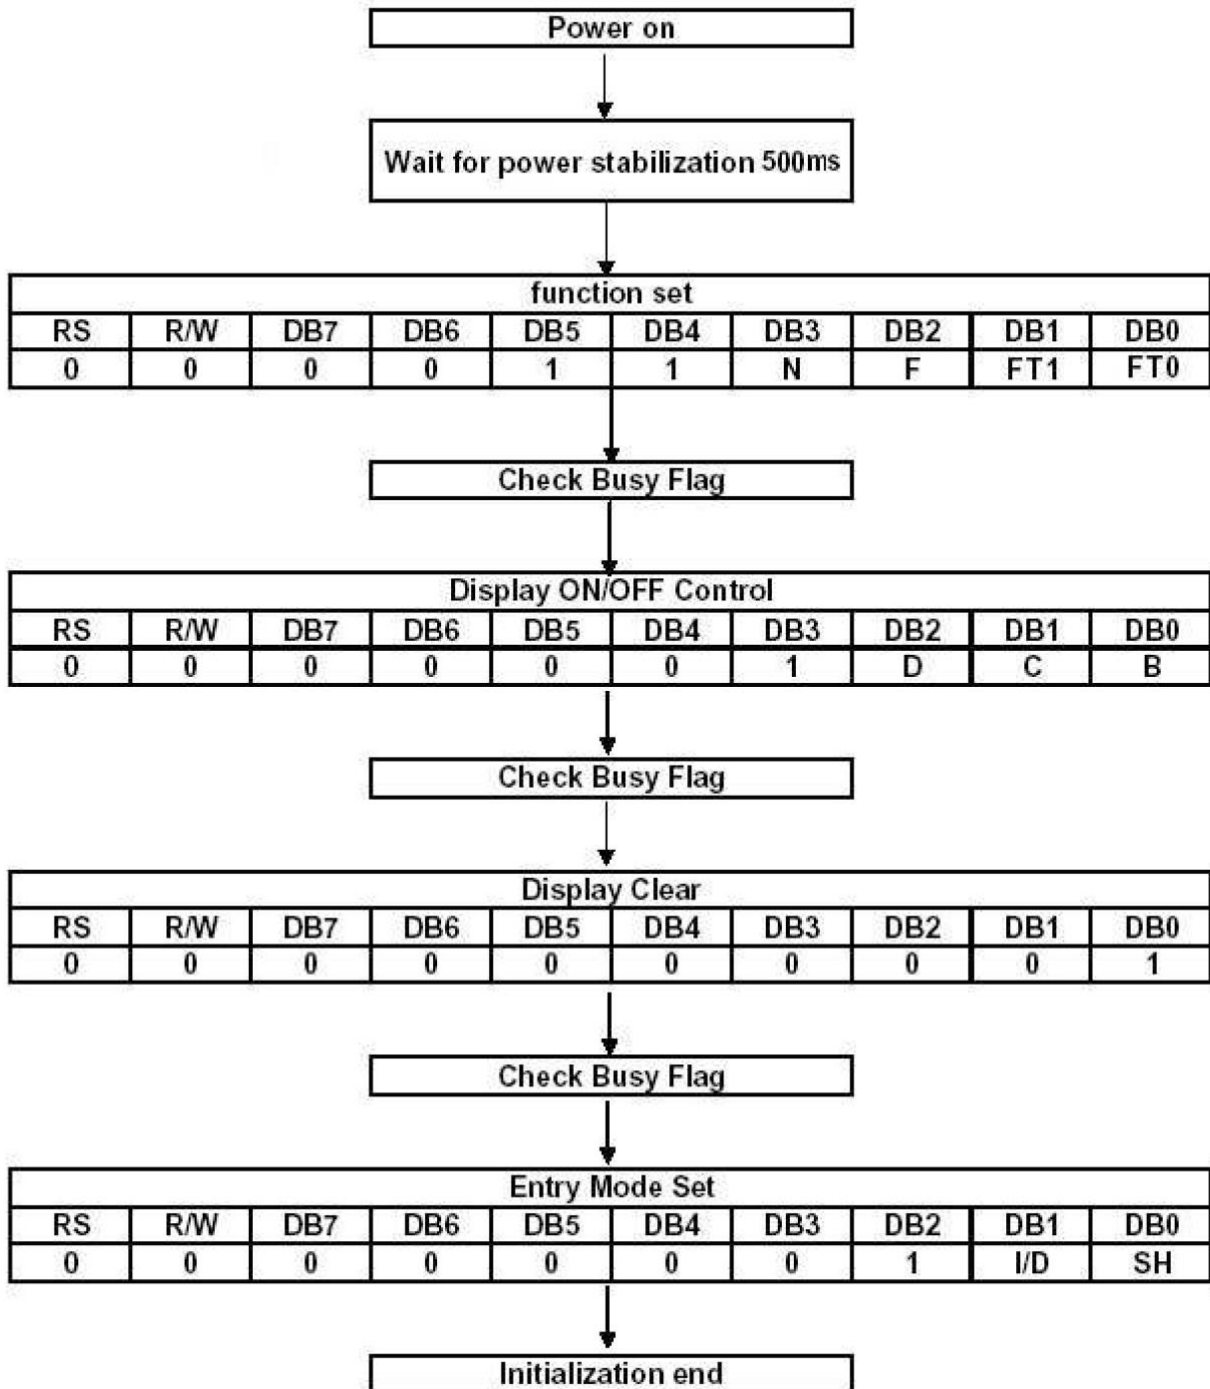 Power on
Wait for power stabilization 500ms
function set
RS R/W DB7 DB6 DB5 DB4 DB3 DB2 DB1 DB0
0 0 0 0 1 1 N F FT1 FT0
Check Busy Flag
Display ON/OFF Control
RS R/W DB7 DB6 DB5 DB4 DB3 DB2 DB1 DB0
0 0 0 0 0 0 1 D C B
Check Busy Flag
Display Clear
RS R/W DB7 DB6 DB5 DB4 DB3 DB2 DB1 DB0
0 0 0 0 0 0 0 0 0 1
Check Busy Flag
Entry Mode Set
RS R/W DB7 DB6 DB5 DB4 DB3 DB2 DB1 DB0
0 0 0 0 0 0 0 1 I/D SH
Initialization end